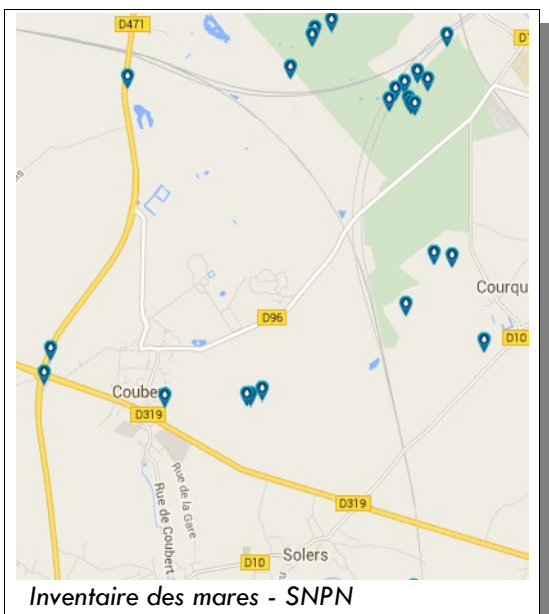 D471
D96
Courqu
D10
Coube
D319
Rue de la Gare
Rue de Coubert
D319
D10
Solers
Inventaire des mares - SNPN